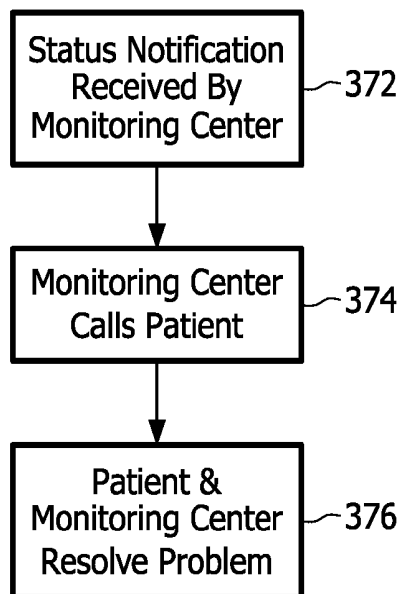 Status Notification
Received By
Monitoring Center
372
Monitoring Center
Calls Patient
374
Patient &
Monitoring Center
Resolve Problem
376